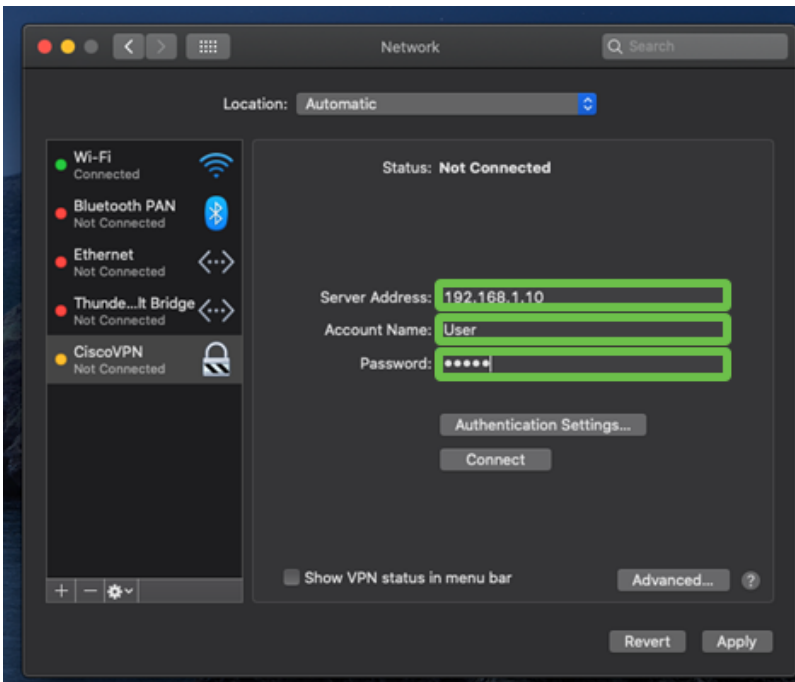 Network
Search
Location: Automatic
Wi-Fi
Connected
Bluetooth PAN
Not Connected
Ethernet
Not Connected
Thunde...lt Bridge
Not Connected
CiscoVPN
Not Connected
Status: Not Connected
Server Address: 192.168.1.10
Account Name: User
Password: •••••
Authentication Settings...
Connect
Show VPN status in menu bar
Advanced... ?
Revert Apply